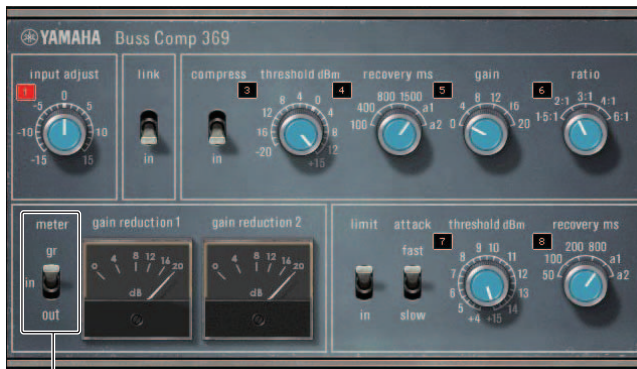 YAMAHA Buss Comp 369
input adjust
1
-15 -10 -5 0 5 10 15
link
in
compress
in
3
threshold dBm
-20 16 12 8 4 0 4 8 12 +15
4
recovery ms
100 400 800 1500 a1 a2
5
gain
0 4 8 12 16 20
6
ratio
1·5:1 2:1 3:1 4:1 6:1
meter
gr
in
out
gain reduction 1
0 4 8 12 16 20
dB
gain reduction 2
0 4 8 12 16 20
dB
limit
in
attack
fast
slow
7
threshold dBm
+4 5 6 7 8 9 10 11 12 13 14 +15
8
recovery ms
50 100 200 800 a1 a2